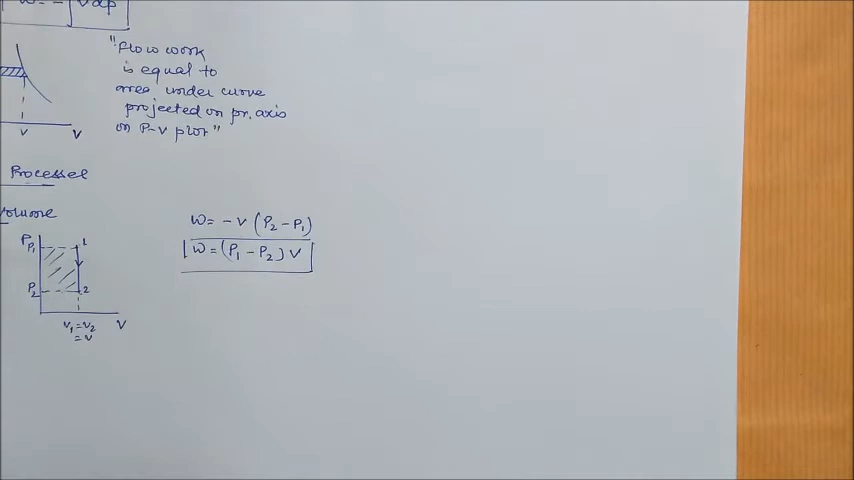 W = - ∫ v dp
"flow work
is equal to
area under curve
projected on pr. axis
on P-V plot"
v
V
Processes
Volume
W = - V (P2 - P1)
W = (P1 - P2) V
P
P1
1
P2
2
V1 = V2
= V
V